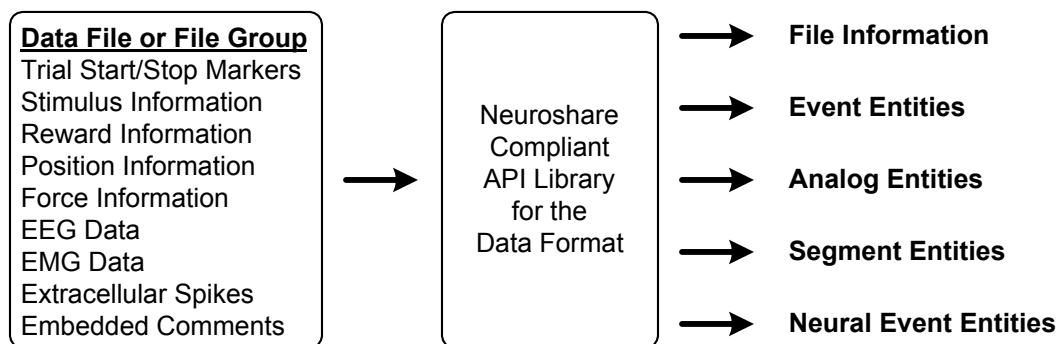 Data File or File Group
Trial Start/Stop Markers
Stimulus Information
Reward Information
Position Information
Force Information
EEG Data
EMG Data
Extracellular Spikes
Embedded Comments
Neuroshare
Compliant
API Library
for the
Data Format
File Information
Event Entities
Analog Entities
Segment Entities
Neural Event Entities